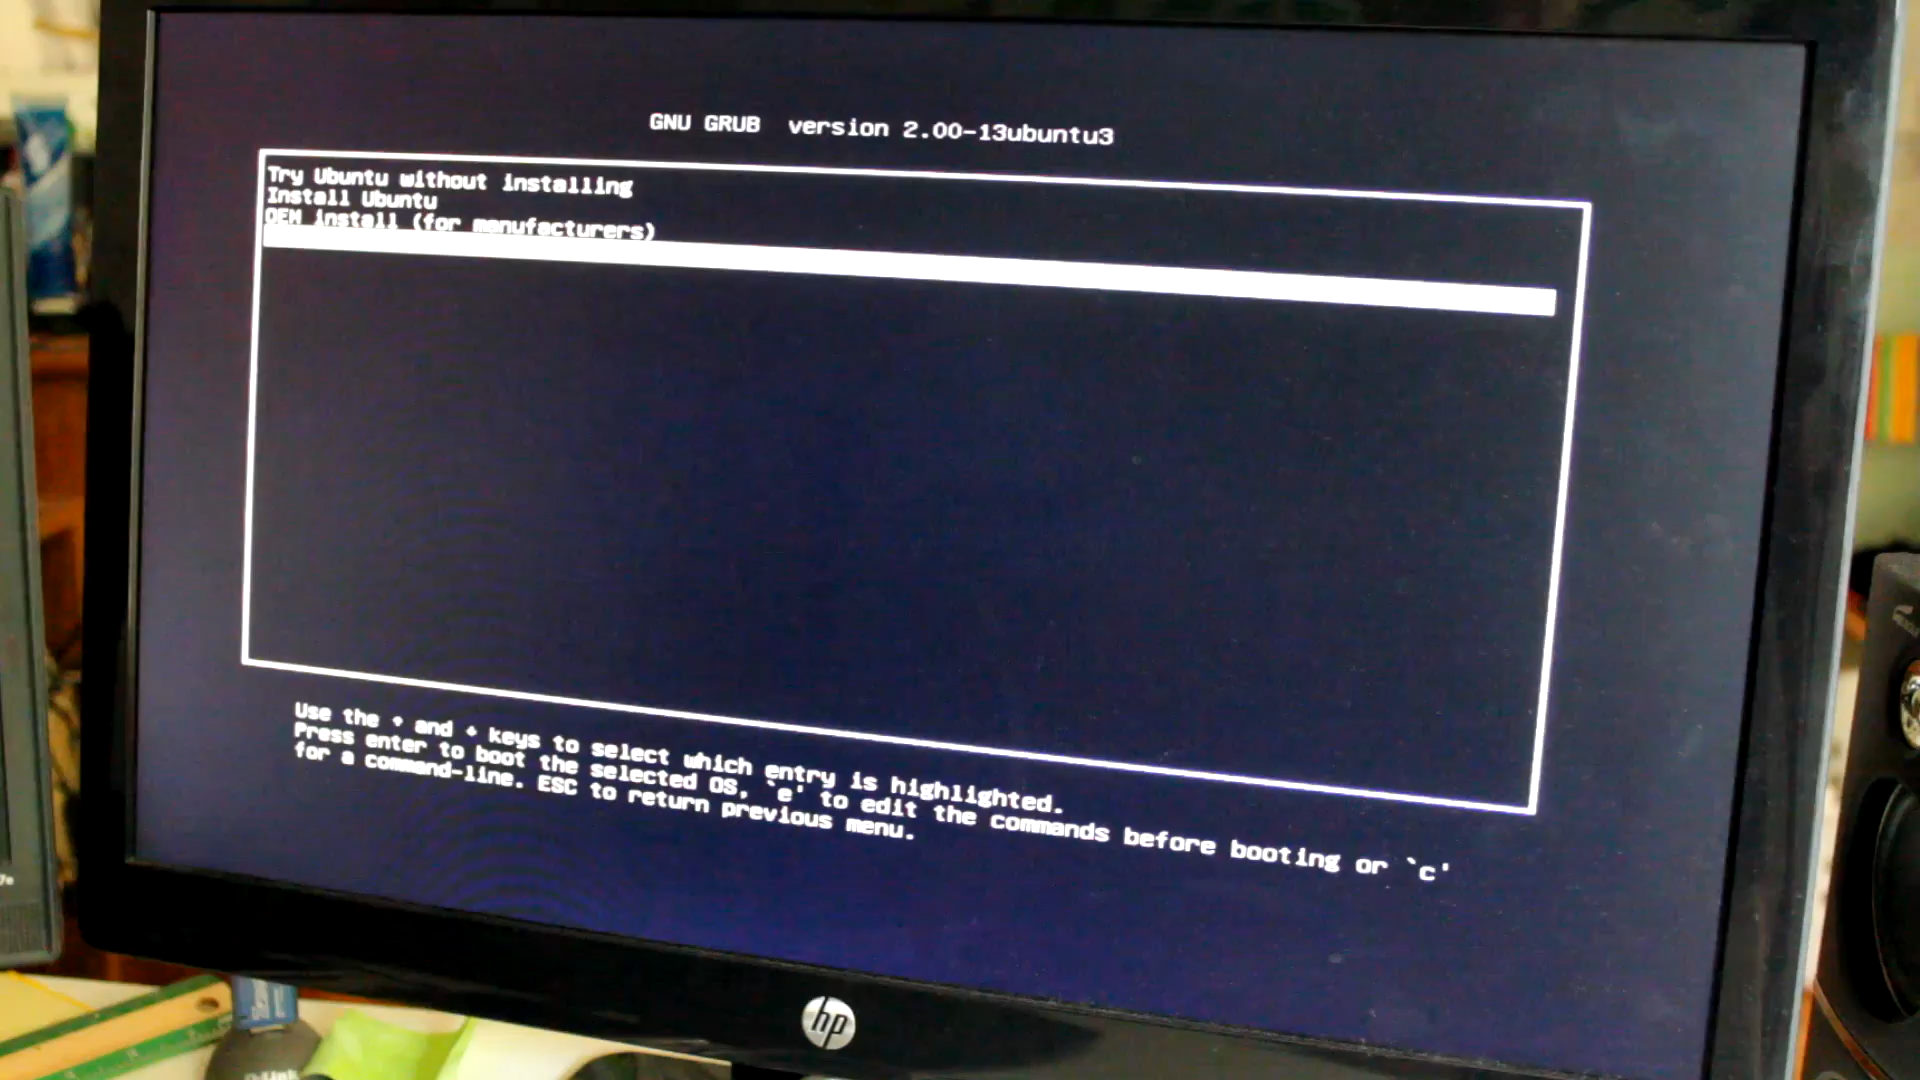 GNU GRUB version 2.00-13ubuntu3
Try Ubuntu without installing
Install Ubuntu
OEM install (for manufacturers)
Use the ↑ and ↓ keys to select which entry is highlighted.
Press enter to boot the selected OS, `e' to edit the commands before booting or `c'
for a command-line. ESC to return previous menu.
hp
D-Link